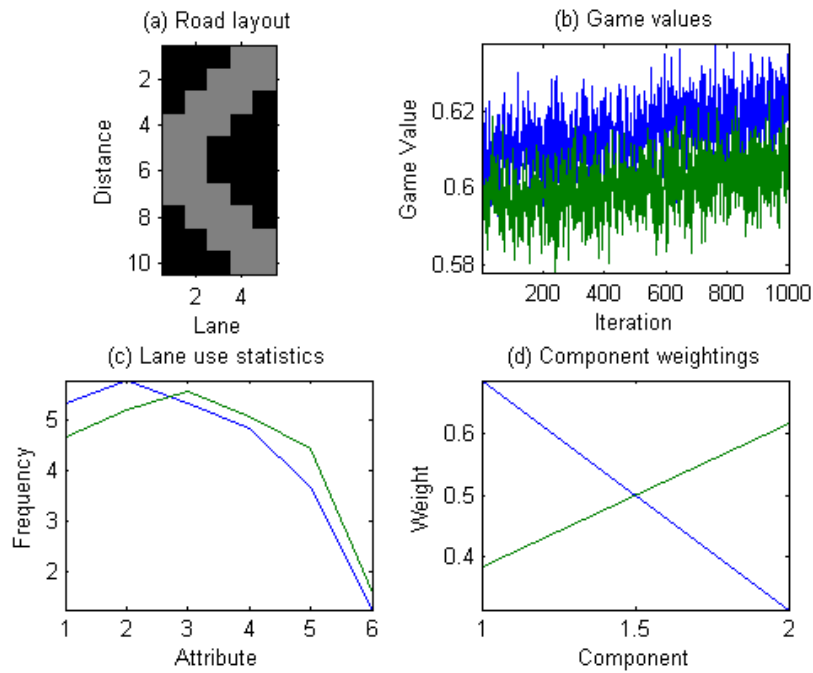 (a) Road layout
2
4
6
8
10
Distance
2 4
Lane
(b) Game values
0.62
0.6
0.58
Game Value
200 400 600 800 1000
Iteration
(c) Lane use statistics
5
4
3
2
Frequency
1 2 3 4 5 6
Attribute
(d) Component weightings
0.6
0.5
0.4
Weight
1 1.5 2
Component